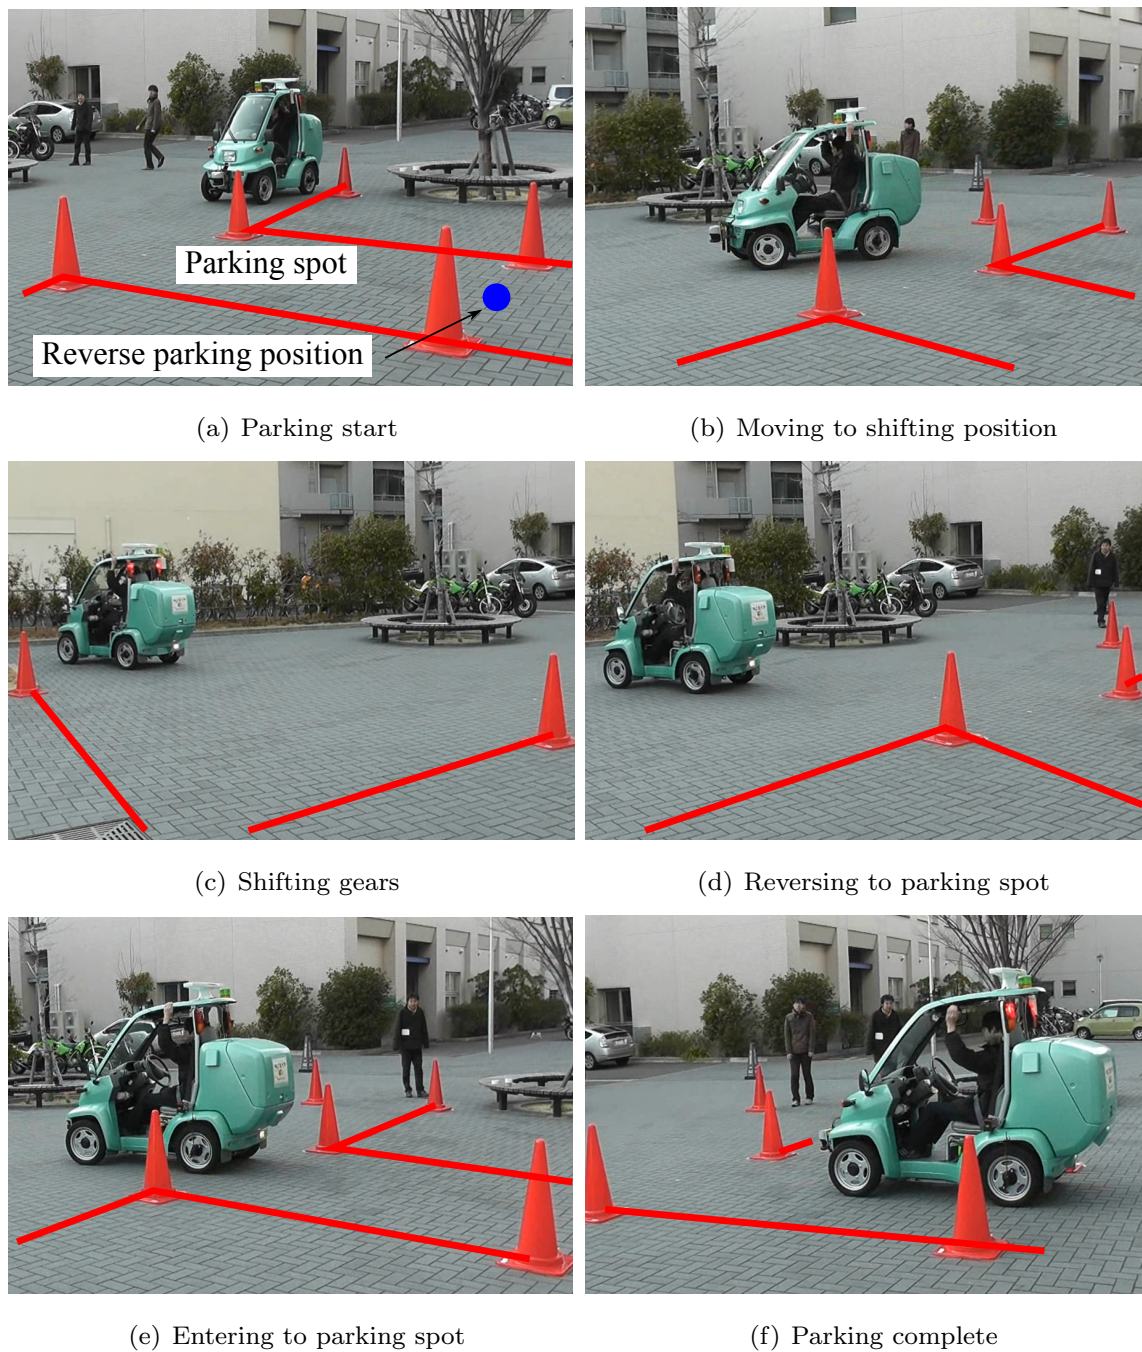 Parking spot
Reverse parking position
(a) Parking start
(b) Moving to shifting position
(c) Shifting gears
(d) Reversing to parking spot
(e) Entering to parking spot
(f) Parking complete